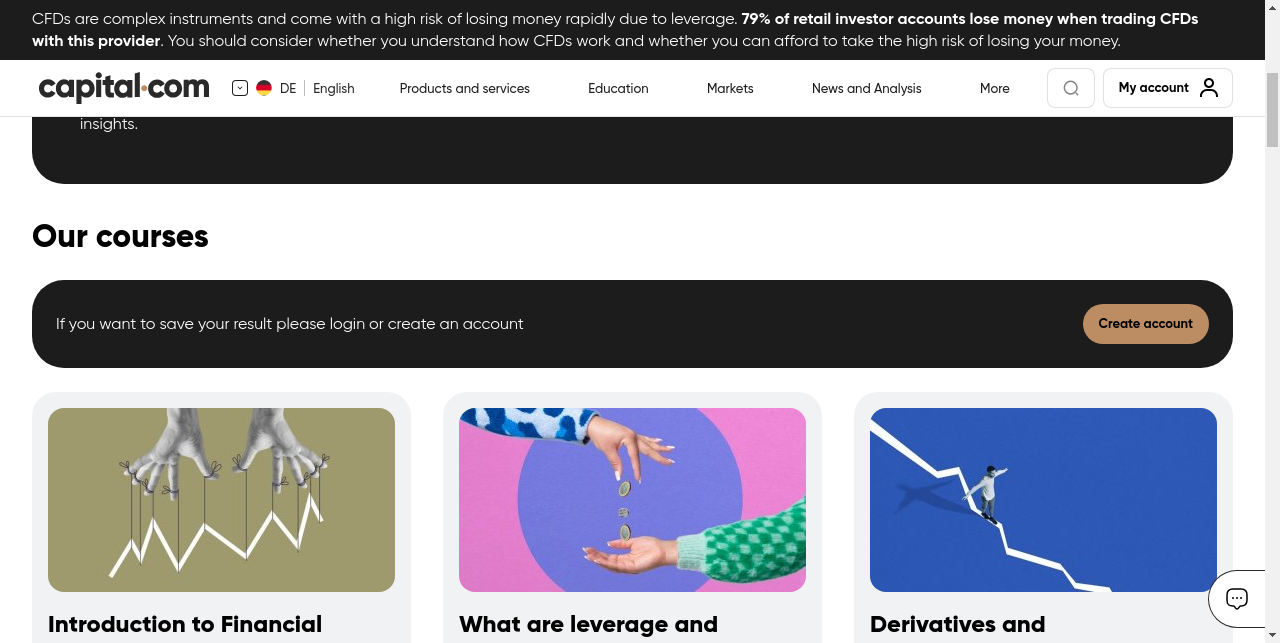 CFDs are complex instruments and come with a high risk of losing money rapidly due to leverage. 79% of retail investor accounts lose money when trading CFDs
with this provider. You should consider whether you understand how CFDs work and whether you can afford to take the high risk of losing your money.
capital.com DE English Products and services Education Markets News and Analysis More My account
insights.
Our courses
If you want to save your result please login or create an account Create account
Introduction to Financial What are leverage and Derivatives and